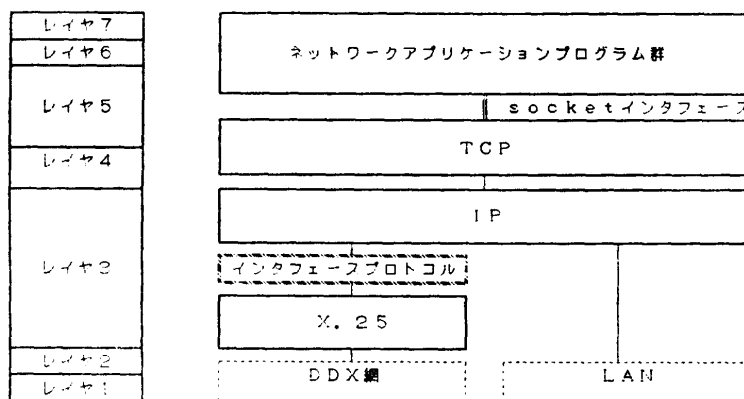 レイヤ7
レイヤ6
レイヤ5
レイヤ4
レイヤ3
レイヤ2
レイヤ1
ネットワークアプリケーションプログラム群
socketインタフェース
TCP
IP
インタフェースプロトコル
X.25
DDX網
LAN